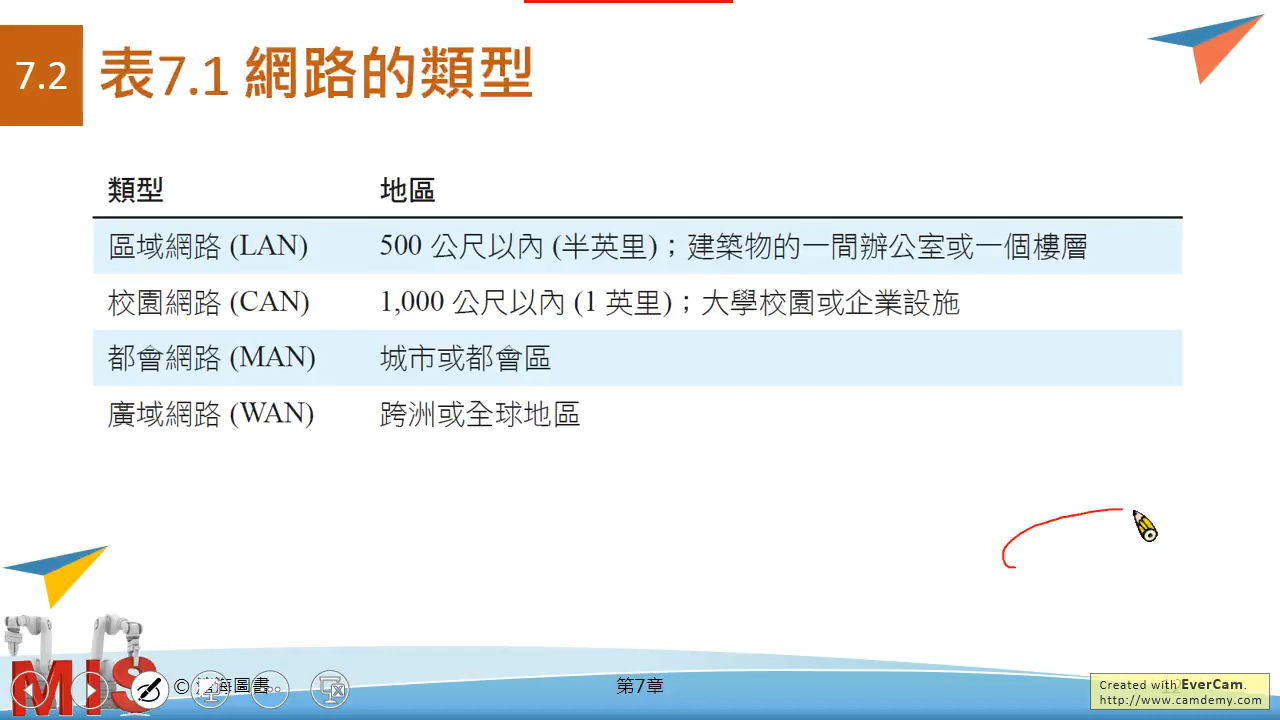 7.2 表7.1 網路的類型
類型 地區
區域網路 (LAN) 500 公尺以內 (半英里)；建築物的一間辦公室或一個樓層
校園網路 (CAN) 1,000 公尺以內 (1 英里)；大學校園或企業設施
都會網路 (MAN) 城市或都會區
廣域網路 (WAN) 跨洲或全球地區
MIS
© 海圖書 第7章
Created with EverCam.
http://www.camdemy.com